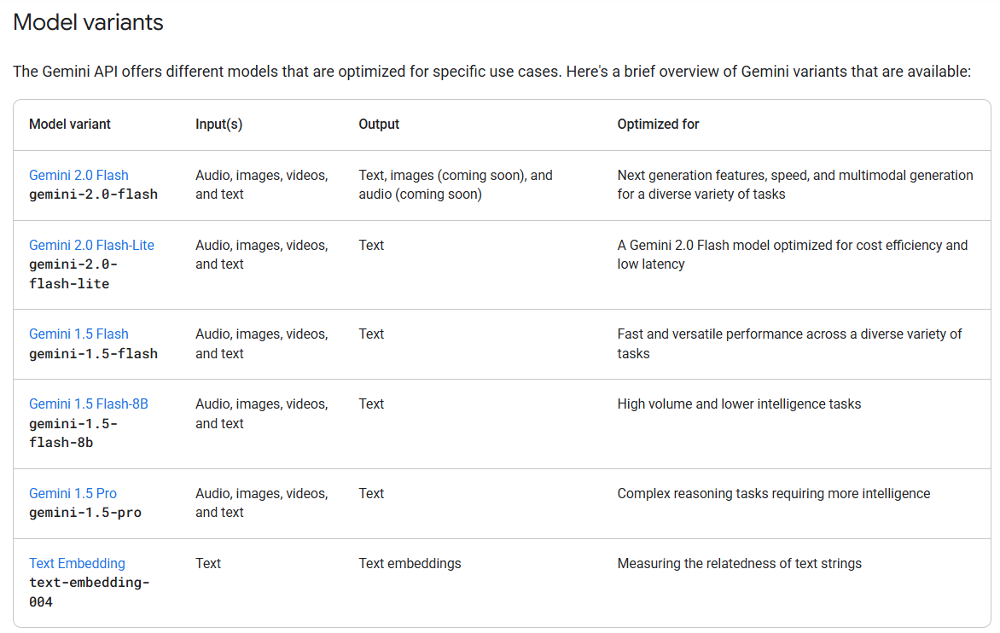 Model variants
The Gemini API offers different models that are optimized for specific use cases. Here's a brief overview of Gemini variants that are available:
Model variant Input(s) Output Optimized for
Gemini 2.0 Flash Audio, images, videos, Text, images (coming soon), and Next generation features, speed, and multimodal generation
gemini-2.0-flash and text audio (coming soon) for a diverse variety of tasks
Gemini 2.0 Flash-Lite Audio, images, videos, Text A Gemini 2.0 Flash model optimized for cost efficiency and
gemini-2.0- and text low latency
flash-lite
Gemini 1.5 Flash Audio, images, videos, Text Fast and versatile performance across a diverse variety of
gemini-1.5-flash and text tasks
Gemini 1.5 Flash-8B Audio, images, videos, Text High volume and lower intelligence tasks
gemini-1.5- and text
flash-8b
Gemini 1.5 Pro Audio, images, videos, Text Complex reasoning tasks requiring more intelligence
gemini-1.5-pro and text
Text Embedding Text Text embeddings Measuring the relatedness of text strings
text-embedding-
004